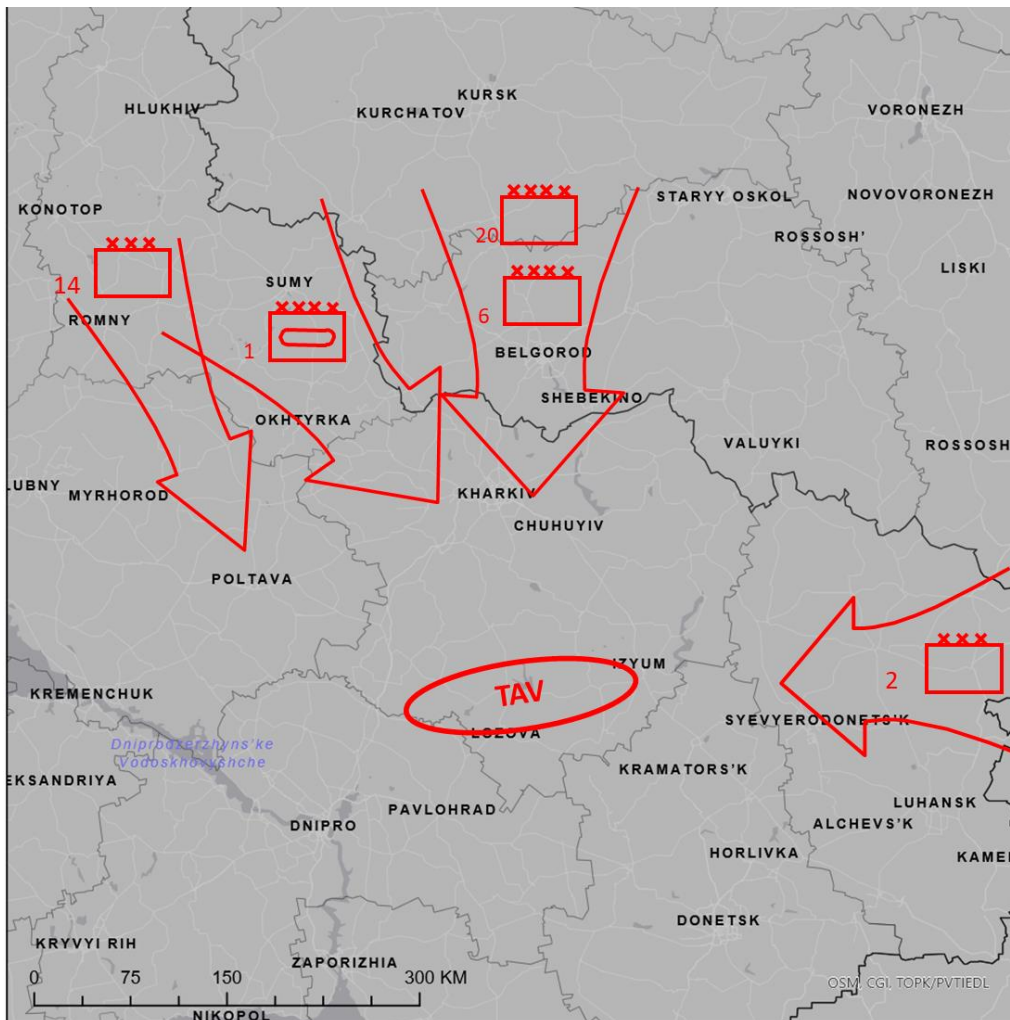 KURSK
HLUKHIV
KURCHATOV
VORONEZH
STARYY OSKOL
NOVOVORONEZH
KONOTOP
××××
20
ROSSOSH'
×××
14
SUMY
LISKI
××××
6
××××
1
ROMNY
BELGOROD
SHEBEKINO
OKHTYRKA
VALUYKI
ROSSOSH
LUBNY
MYRHOROD
KHARKIV
CHUHUYIV
POLTAVA
×××
2
IZYUM
TAV
KREMENCHUK
SYEVYERODONETS'K
LOZOVA
Dniprodzerzhyns'ke
Vodoskhovyshche
EKSANDRIYA
KRAMATORS'K
PAVLOHRAD
LUHANSK
DNIPRO
ALCHEVS'K
HORLIVKA
KAMEN
DONETSK
KRYVYI RIH
ZAPORIZHIA
0 75 150 300 KM
OSM, CGI, TOPK/PVTIEDL
NIKOPOL